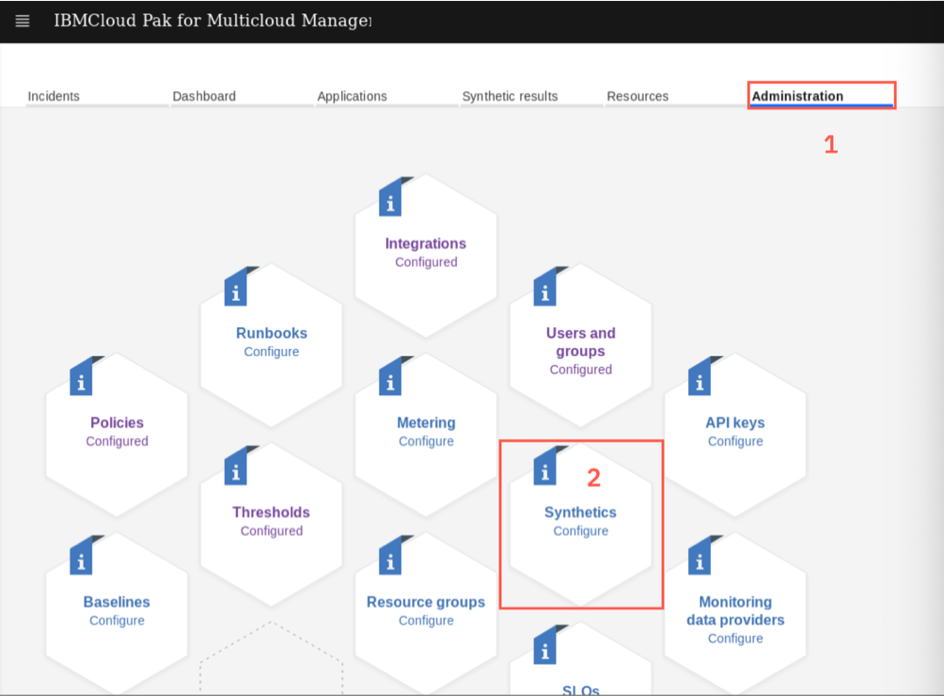 IBMCloud Pak for Multicloud Manager
Incidents
Dashboard
Applications
Synthetic results
Resources
Administration
1
i
Integrations
Configured
i
Runbooks
Configure
i
Users and
groups
Configured
i
Policies
Configured
i
Metering
Configure
i
API keys
Configure
i
Thresholds
Configured
i
2
Synthetics
Configure
i
Baselines
Configure
i
Resource groups
Configure
i
Monitoring
data providers
Configure
i
SLOs